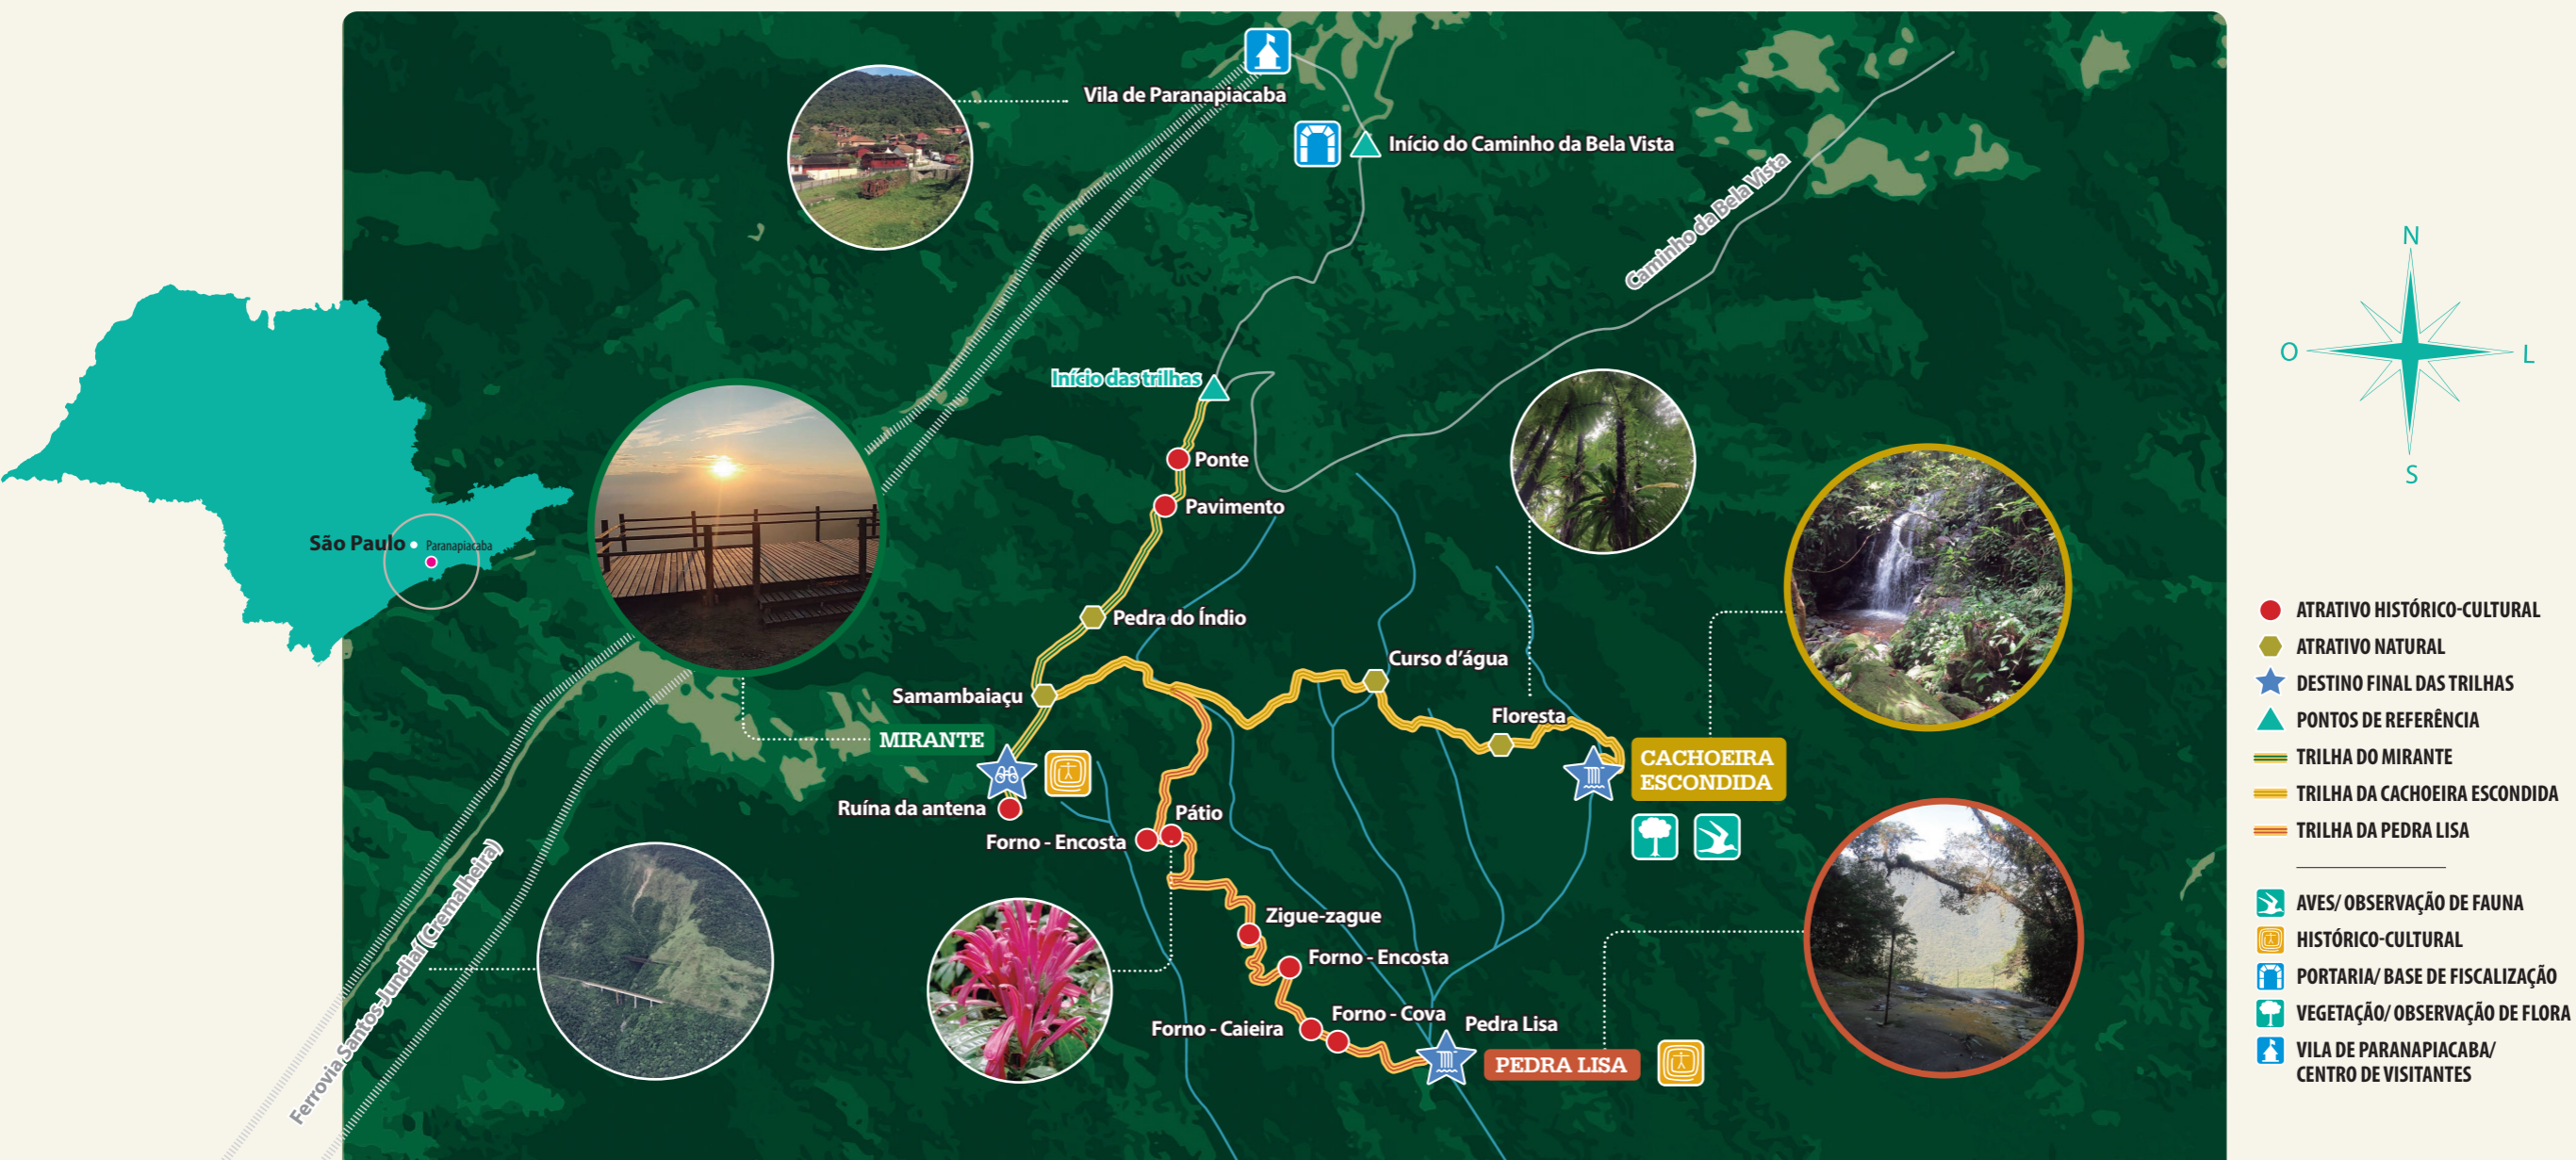 Vila de Paranapiacaba
Início do Caminho da Bela Vista
Caminho da Bela Vista
Início das trilhas
Ponte
Pavimento
Pedra do Índio
Samambaiaçu
MIRANTE
Ruína da antena
Curso d'água
Floresta
CACHOEIRA
ESCONDIDA
Pátio
Forno - Encosta
Zigue-zague
Forno - Encosta
Forno - Cova
Forno - Caieira
Pedra Lisa
PEDRA LISA
Ferrovia Santos-Jundiaí (Cremalheira)
São Paulo
Paranapiacaba
N
O
L
S
ATRATIVO HISTÓRICO-CULTURAL
ATRATIVO NATURAL
DESTINO FINAL DAS TRILHAS
PONTOS DE REFERÊNCIA
TRILHA DO MIRANTE
TRILHA DA CACHOEIRA ESCONDIDA
TRILHA DA PEDRA LISA
AVES/ OBSERVAÇÃO DE FAUNA
HISTÓRICO-CULTURAL
PORTARIA/ BASE DE FISCALIZAÇÃO
VEGETAÇÃO/ OBSERVAÇÃO DE FLORA
VILA DE PARANAPIACABA/
CENTRO DE VISITANTES